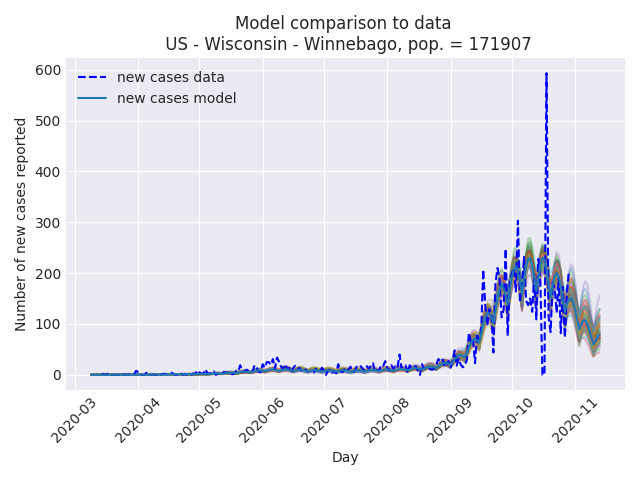 Model comparison to data
US - Wisconsin - Winnebago, pop. = 171907
new cases data
new cases model
Number of new cases reported
600
500
400
300
200
100
0
2020-03
2020-04
2020-05
2020-06
2020-07
2020-08
2020-09
2020-10
2020-11
Day